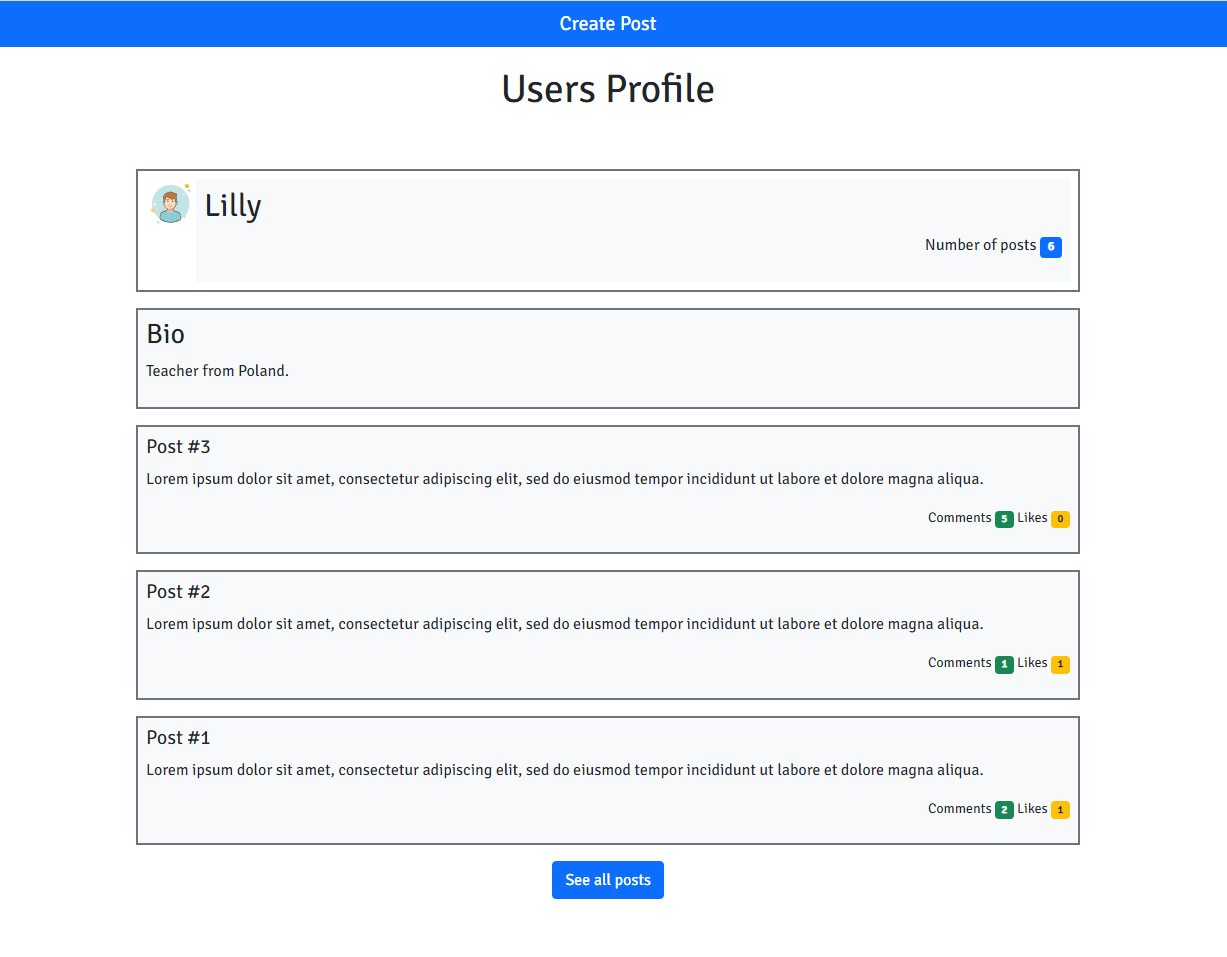 Create Post
Users Profile
Lilly
Number of posts 6
Bio
Teacher from Poland.
Post #3
Lorem ipsum dolor sit amet, consectetur adipiscing elit, sed do eiusmod tempor incididunt ut labore et dolore magna aliqua.
Comments 5 Likes 0
Post #2
Lorem ipsum dolor sit amet, consectetur adipiscing elit, sed do eiusmod tempor incididunt ut labore et dolore magna aliqua.
Comments 1 Likes 1
Post #1
Lorem ipsum dolor sit amet, consectetur adipiscing elit, sed do eiusmod tempor incididunt ut labore et dolore magna aliqua.
Comments 2 Likes 1
See all posts